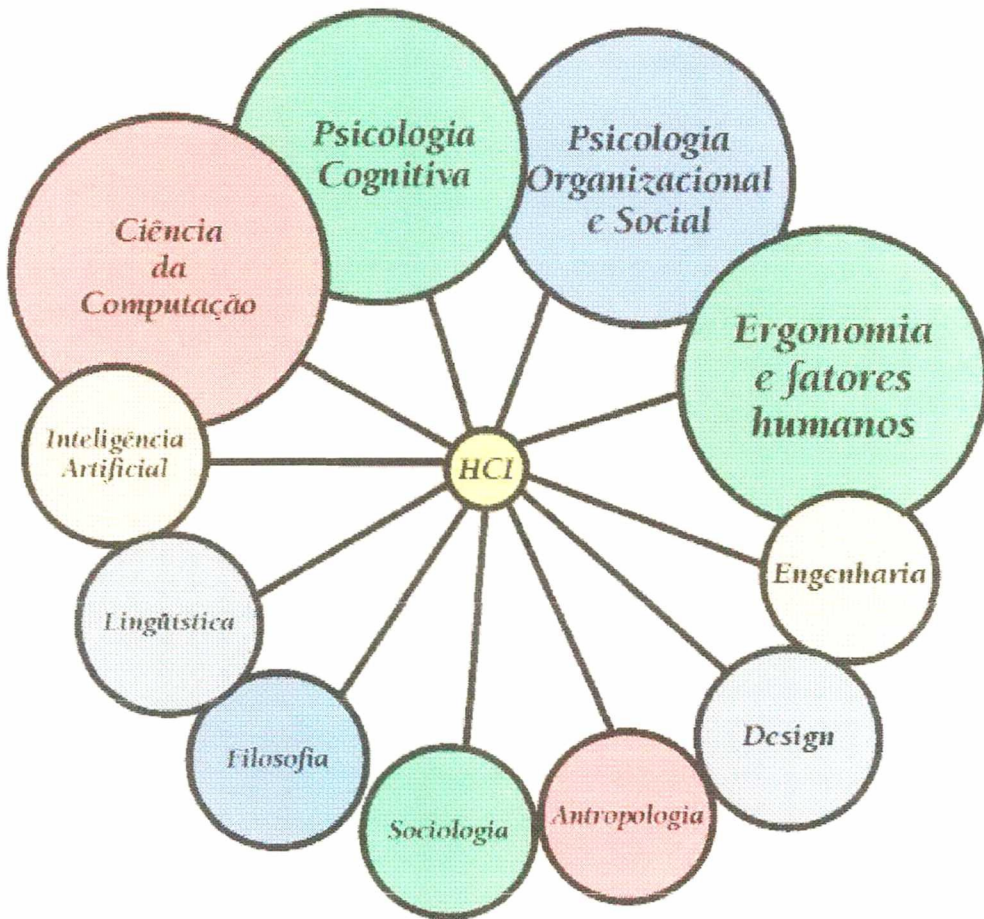 Psicologia
Cognitiva
Psicologia
Organizacional
e Social
Ciência
da
Computação
Ergonomia
e fatores
humanos
Inteligência
Artificial
HCI
Engenharia
Lingüística
Design
Filosofia
Sociologia
Antropologia